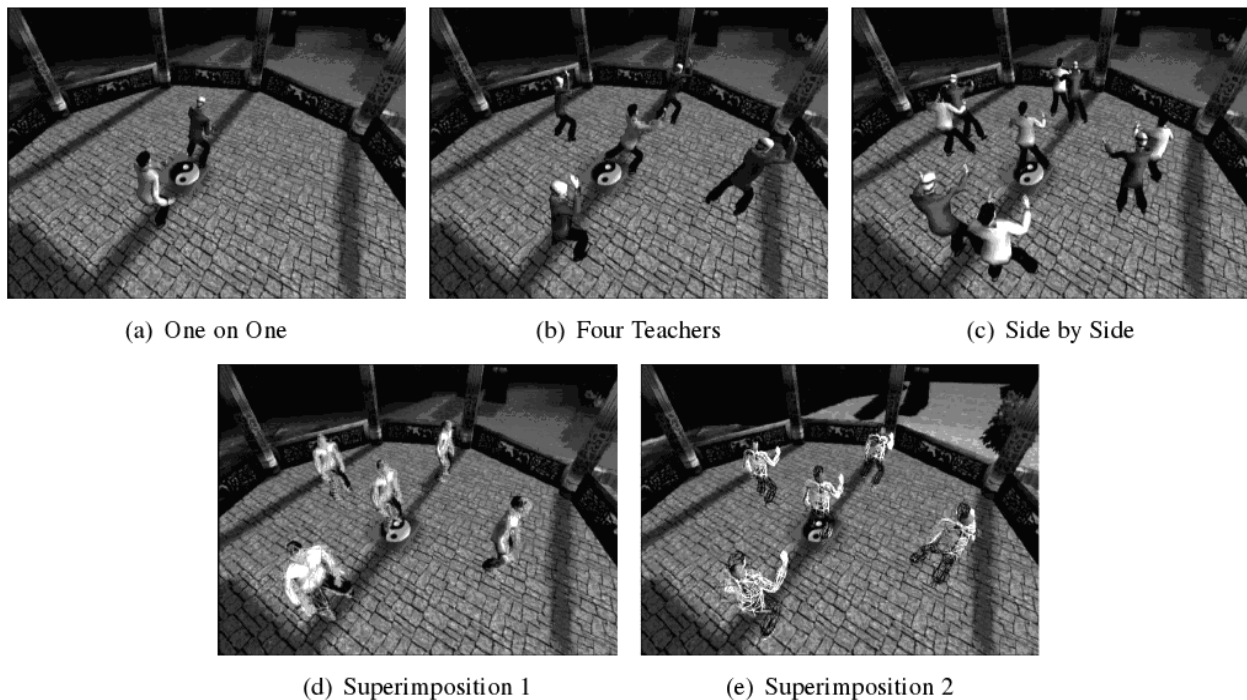 (a) One on One
(b) Four Teachers
(c) Side by Side
(d) Superimposition 1
(e) Superimposition 2